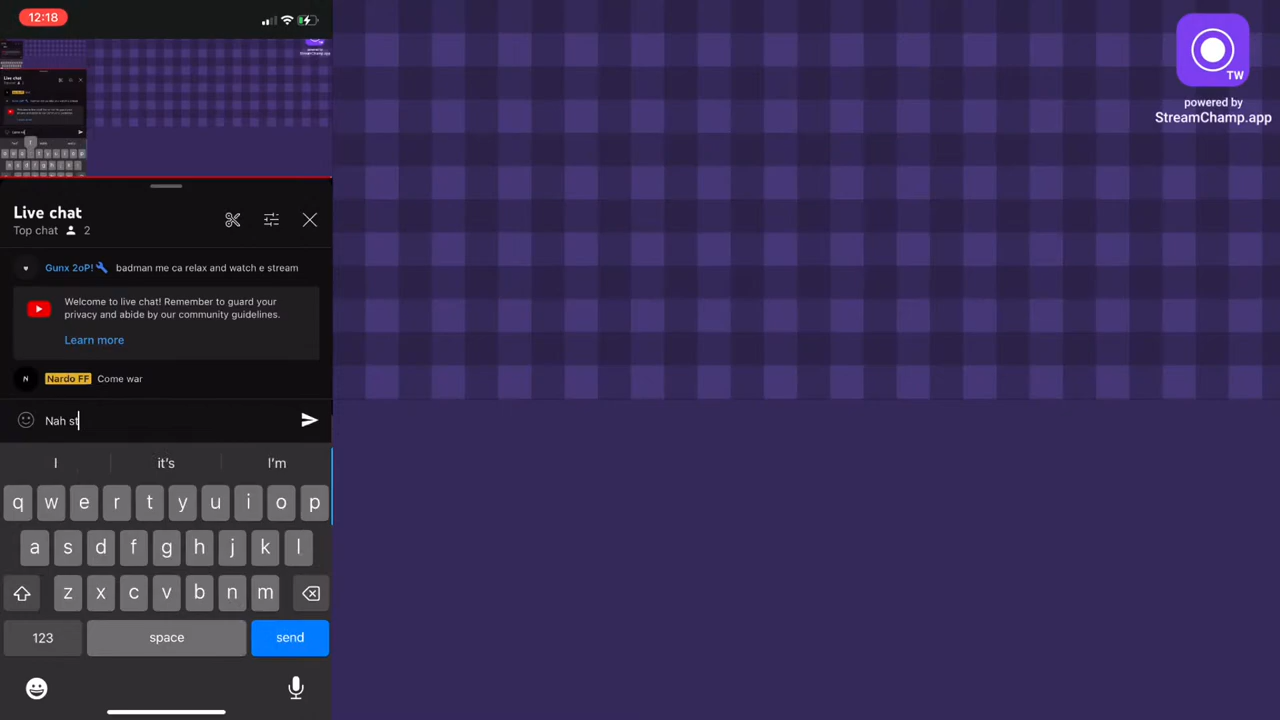 12:18
TW
powered by
StreamChamp.app
Live chat
Top chat 2
Gunx 2oP! badman me ca relax and watch e stream
Welcome to live chat! Remember to guard your
privacy and abide by our community guidelines.
Learn more
Nardo FF Come war
Nah st
I it's I'm
q w e r t y u i o p
a s d f g h j k l
z x c v b n m
123 space send